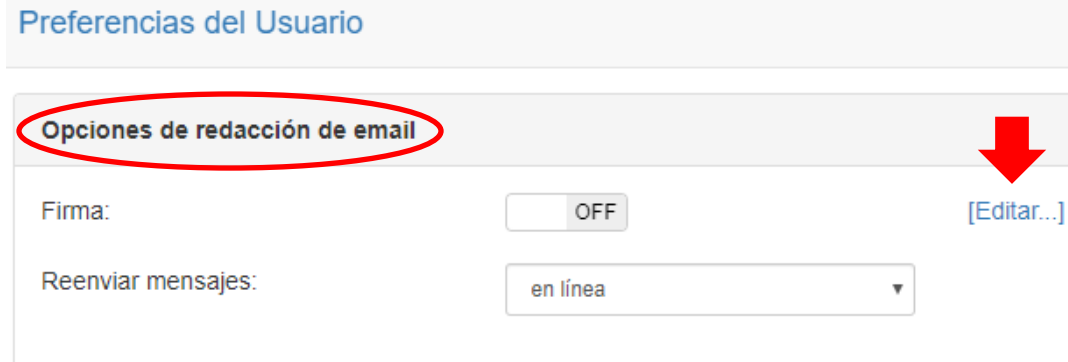 Preferencias del Usuario
Opciones de redacción de email
Firma: OFF [Editar...]
Reenviar mensajes: en línea